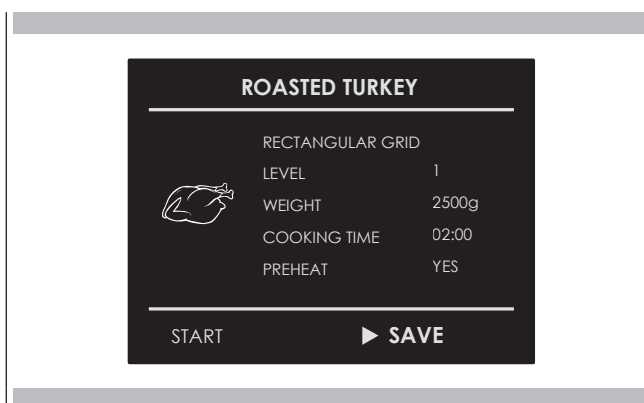 ROASTED TURKEY
RECTANGULAR GRID
LEVEL 1
WEIGHT 2500g
COOKING TIME 02:00
PREHEAT YES
START ▶ SAVE